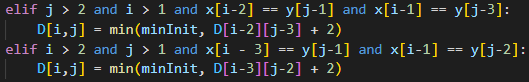 elif j > 2 and i > 1 and x[i-2] == y[j-1] and x[i-1] == y[j-3]:
D[i,j] = min(minInit, D[i-2][j-3] + 2)
elif i > 2 and j > 1 and x[i - 3] == y[j-1] and x[i-1] == y[j-2]:
D[i,j] = min(minInit, D[i-3][j-2] + 2)